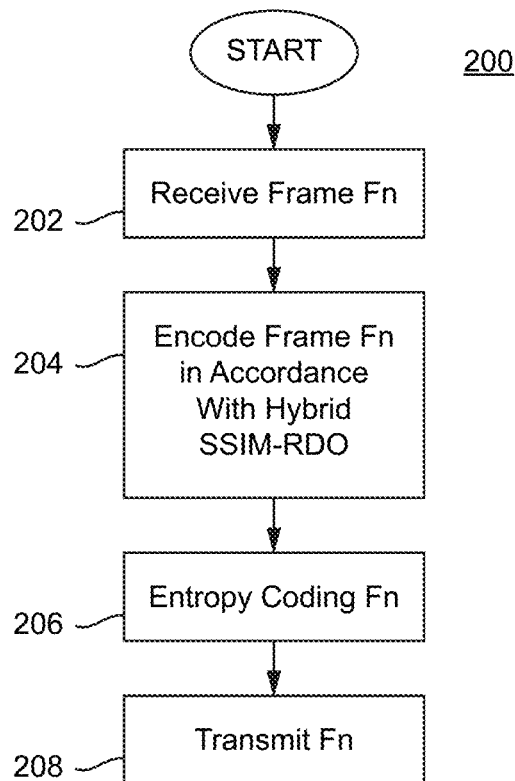 START
200
Receive Frame Fn
202
Encode Frame Fn
in Accordance
With Hybrid
SSIM-RDO
204
Entropy Coding Fn
206
Transmit Fn
208